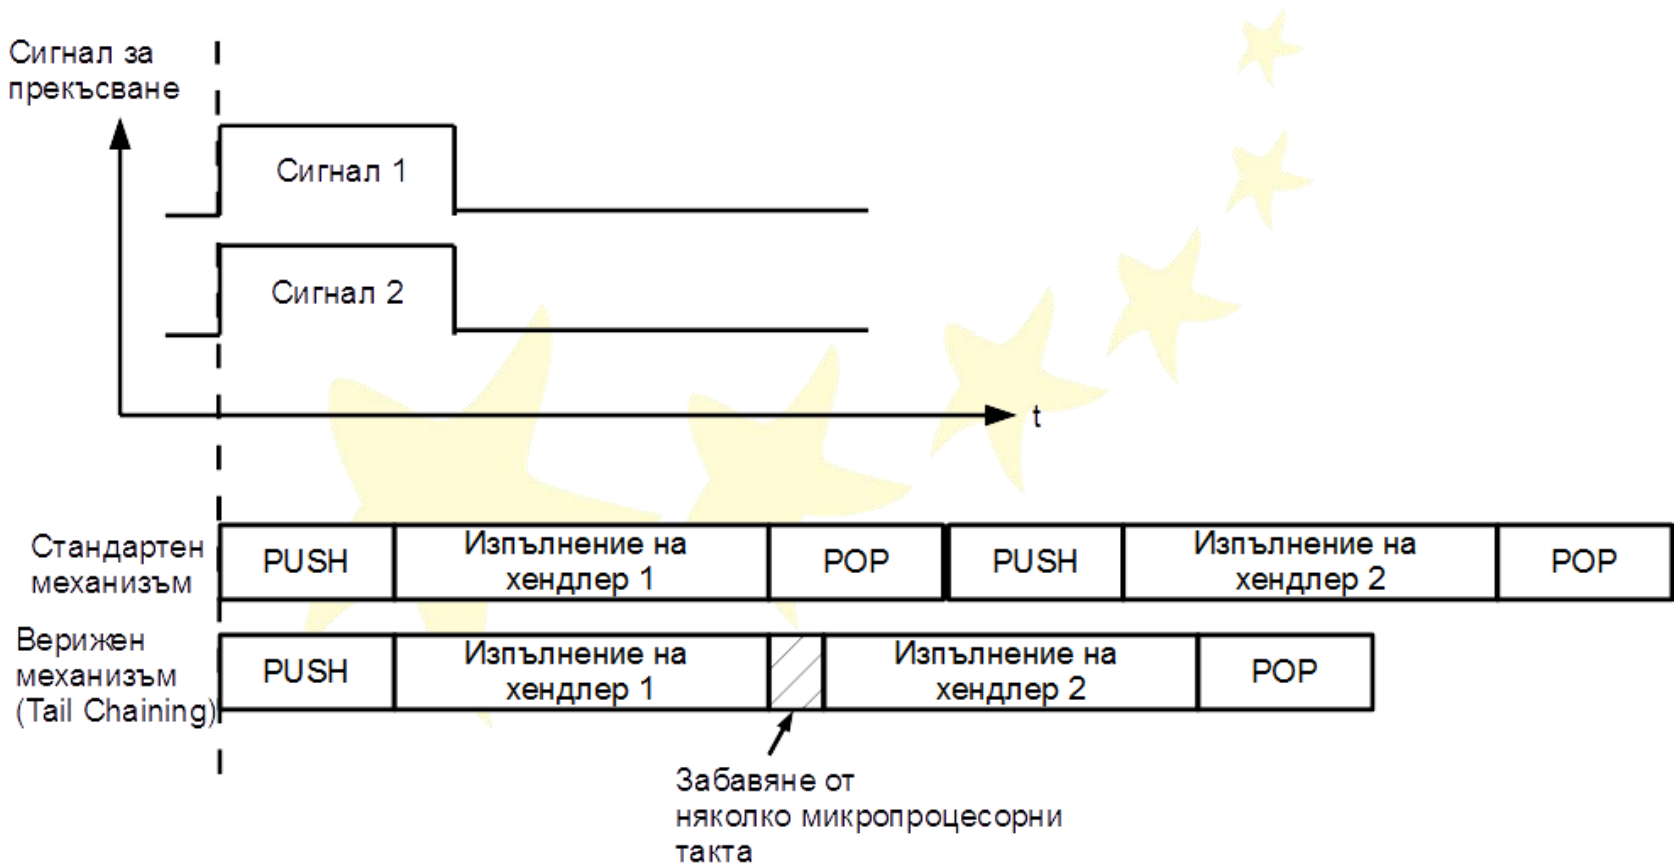 Сигнал за
прекъсване
Сигнал 1
Сигнал 2
t
Стандартен
механизъм
PUSH
Изпълнение на
хендлер 1
POP
PUSH
Изпълнение на
хендлер 2
POP
Верижен
механизъм
(Tail Chaining)
PUSH
Изпълнение на
хендлер 1
Изпълнение на
хендлер 2
POP
Забавяне от
няколко микропроцесорни
такта